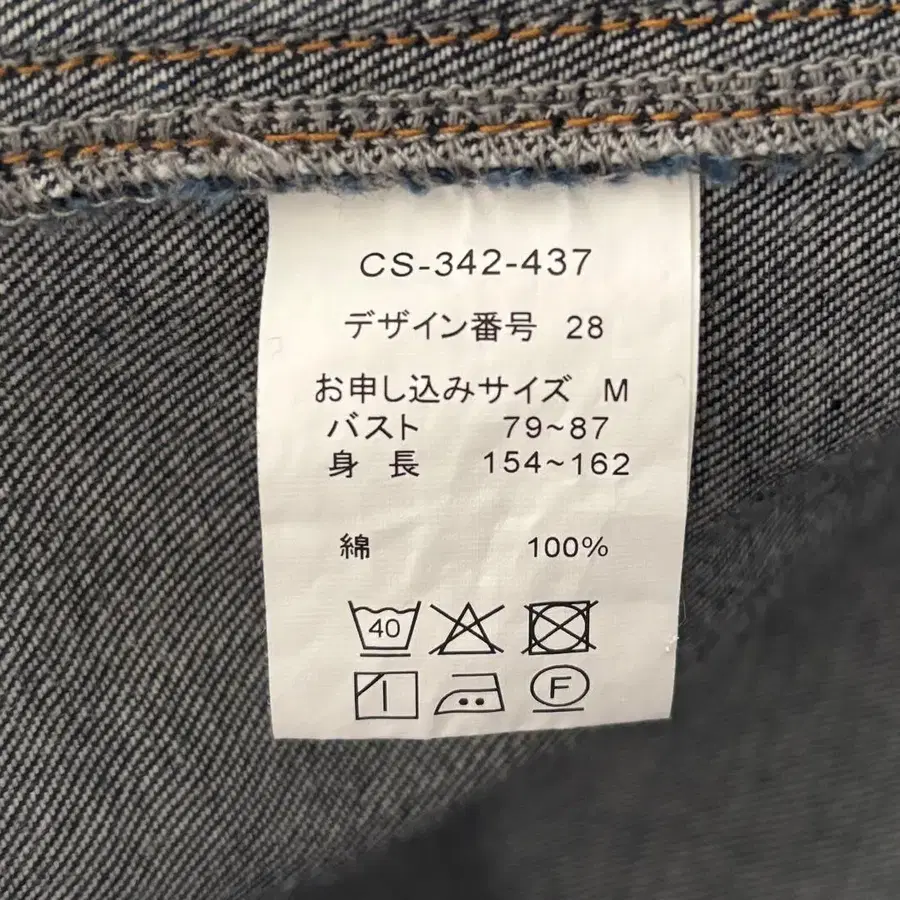 CS-342-437
デザイン番号 28
お申し込みサイズ M
バスト 79~87
身 長 154~162
綿 100%
40
F